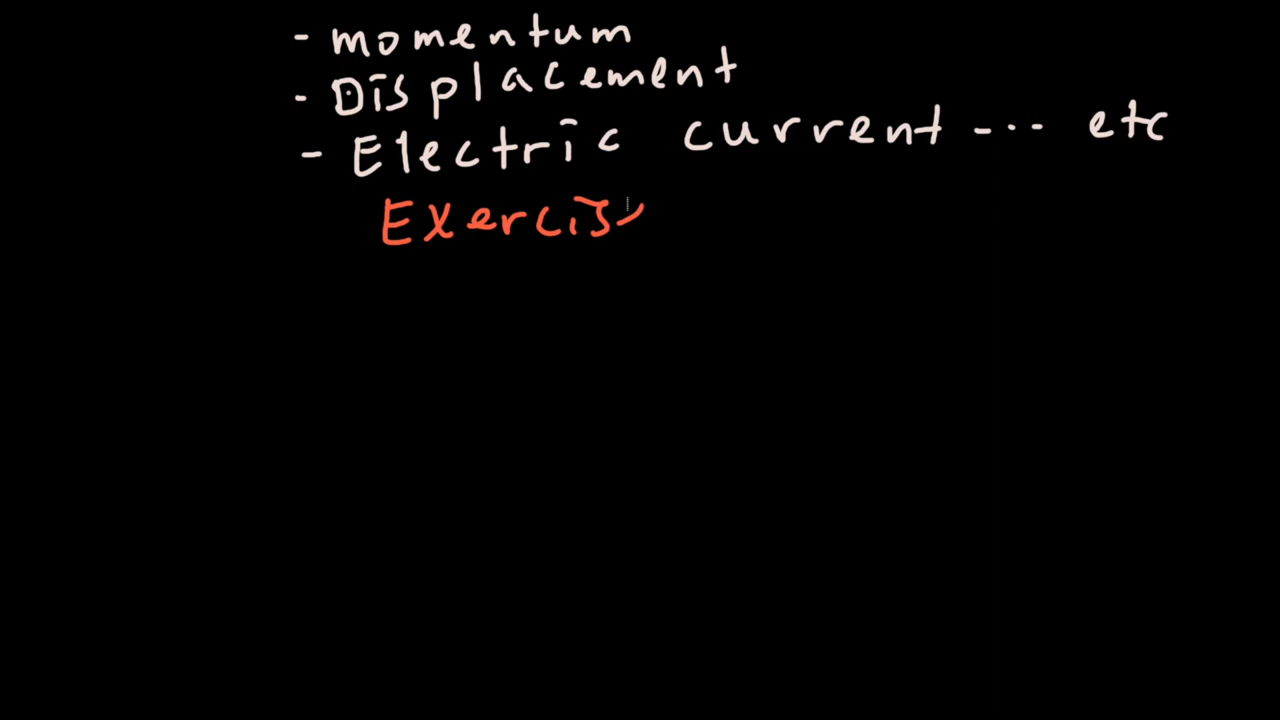 - momentum
- Displacement
- Electric current -... etc
Exercis